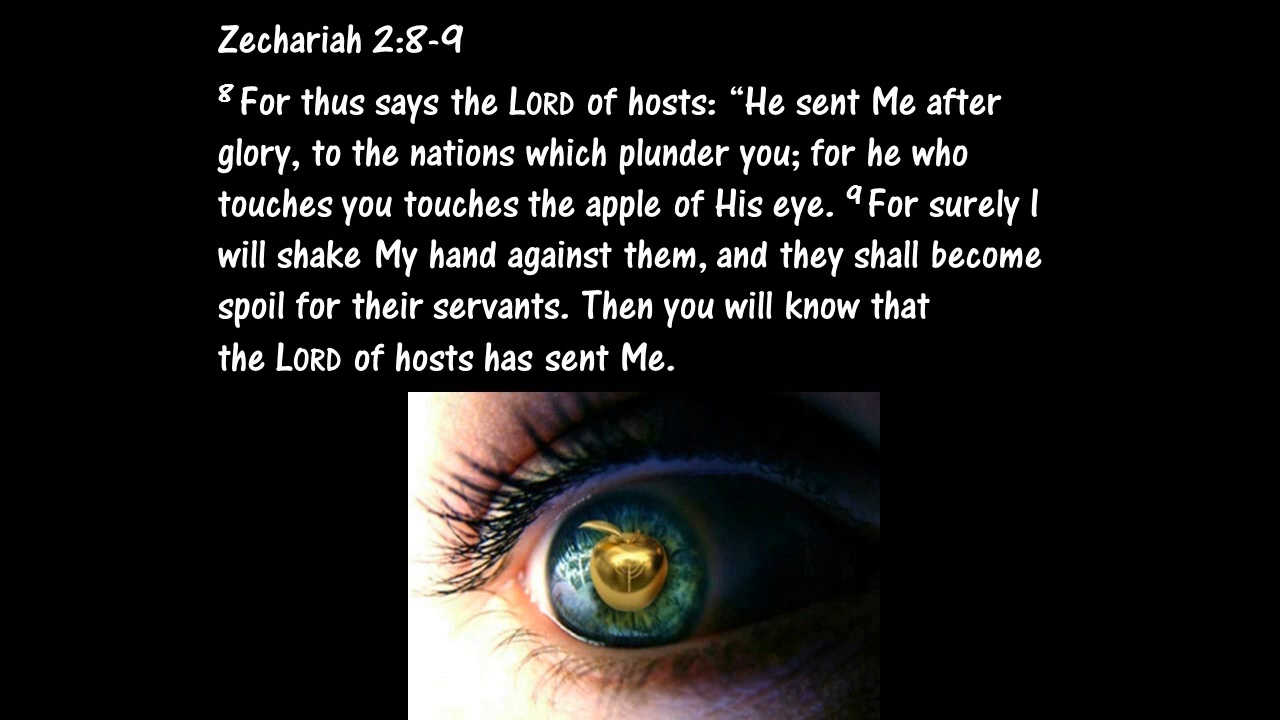 Zechariah 2:8-9
⁸ For thus says the LORD of hosts: “He sent Me after
glory, to the nations which plunder you; for he who
touches you touches the apple of His eye. ⁹ For surely I
will shake My hand against them, and they shall become
spoil for their servants. Then you will know that
the LORD of hosts has sent Me.